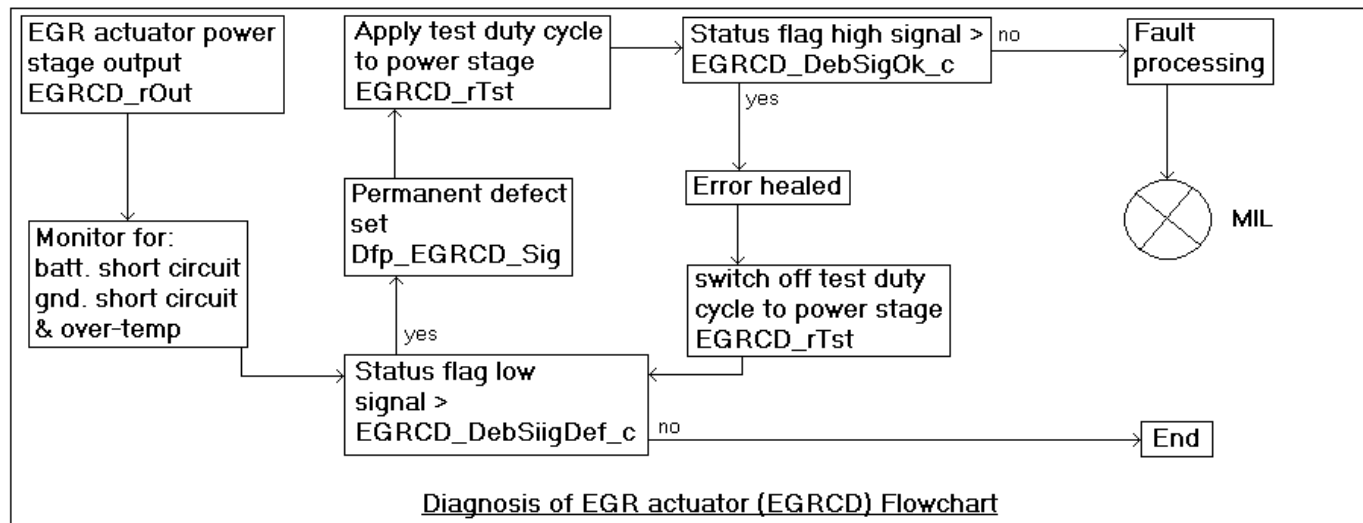 EGR actuator power
stage output
EGRCD_rOut
Apply test duty cycle
to power stage
EGRCD_rTst
Status flag high signal >
EGRCD_DebSigOk_c
no
Fault
processing
yes
Permanent defect
set
Dfp_EGRCD_Sig
Error healed
MIL
Monitor for:
batt. short circuit
gnd. short circuit
& over-temp
switch off test duty
cycle to power stage
EGRCD_rTst
yes
Status flag low
signal >
EGRCD_DebSiigDef_c
no
End
Diagnosis of EGR actuator (EGRCD) Flowchart